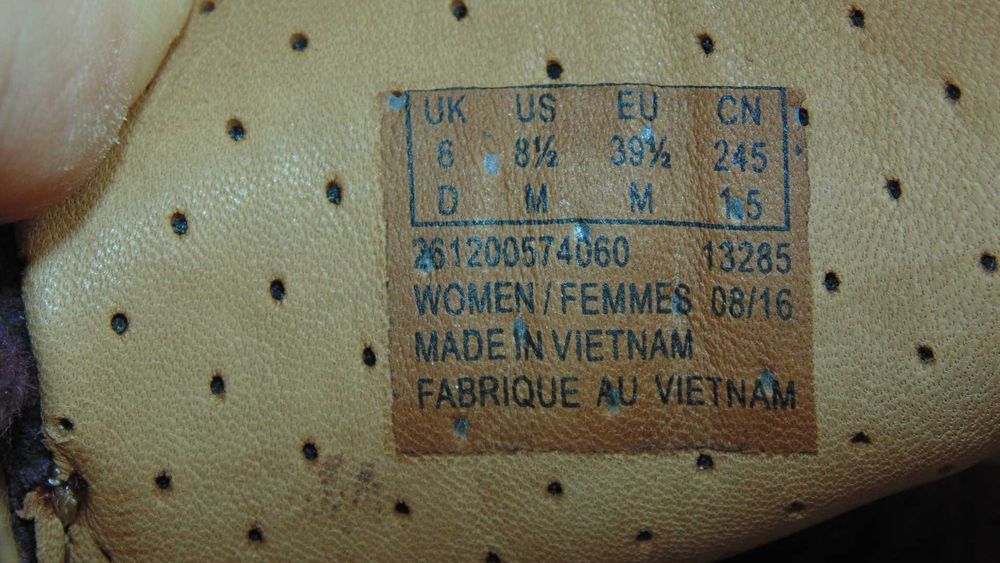 UK US EU CN
6 8½ 39½ 245
D M M 1.5
261200574060 13285
WOMEN / FEMMES 08/16
MADE IN VIETNAM
FABRIQUE AU VIETNAM